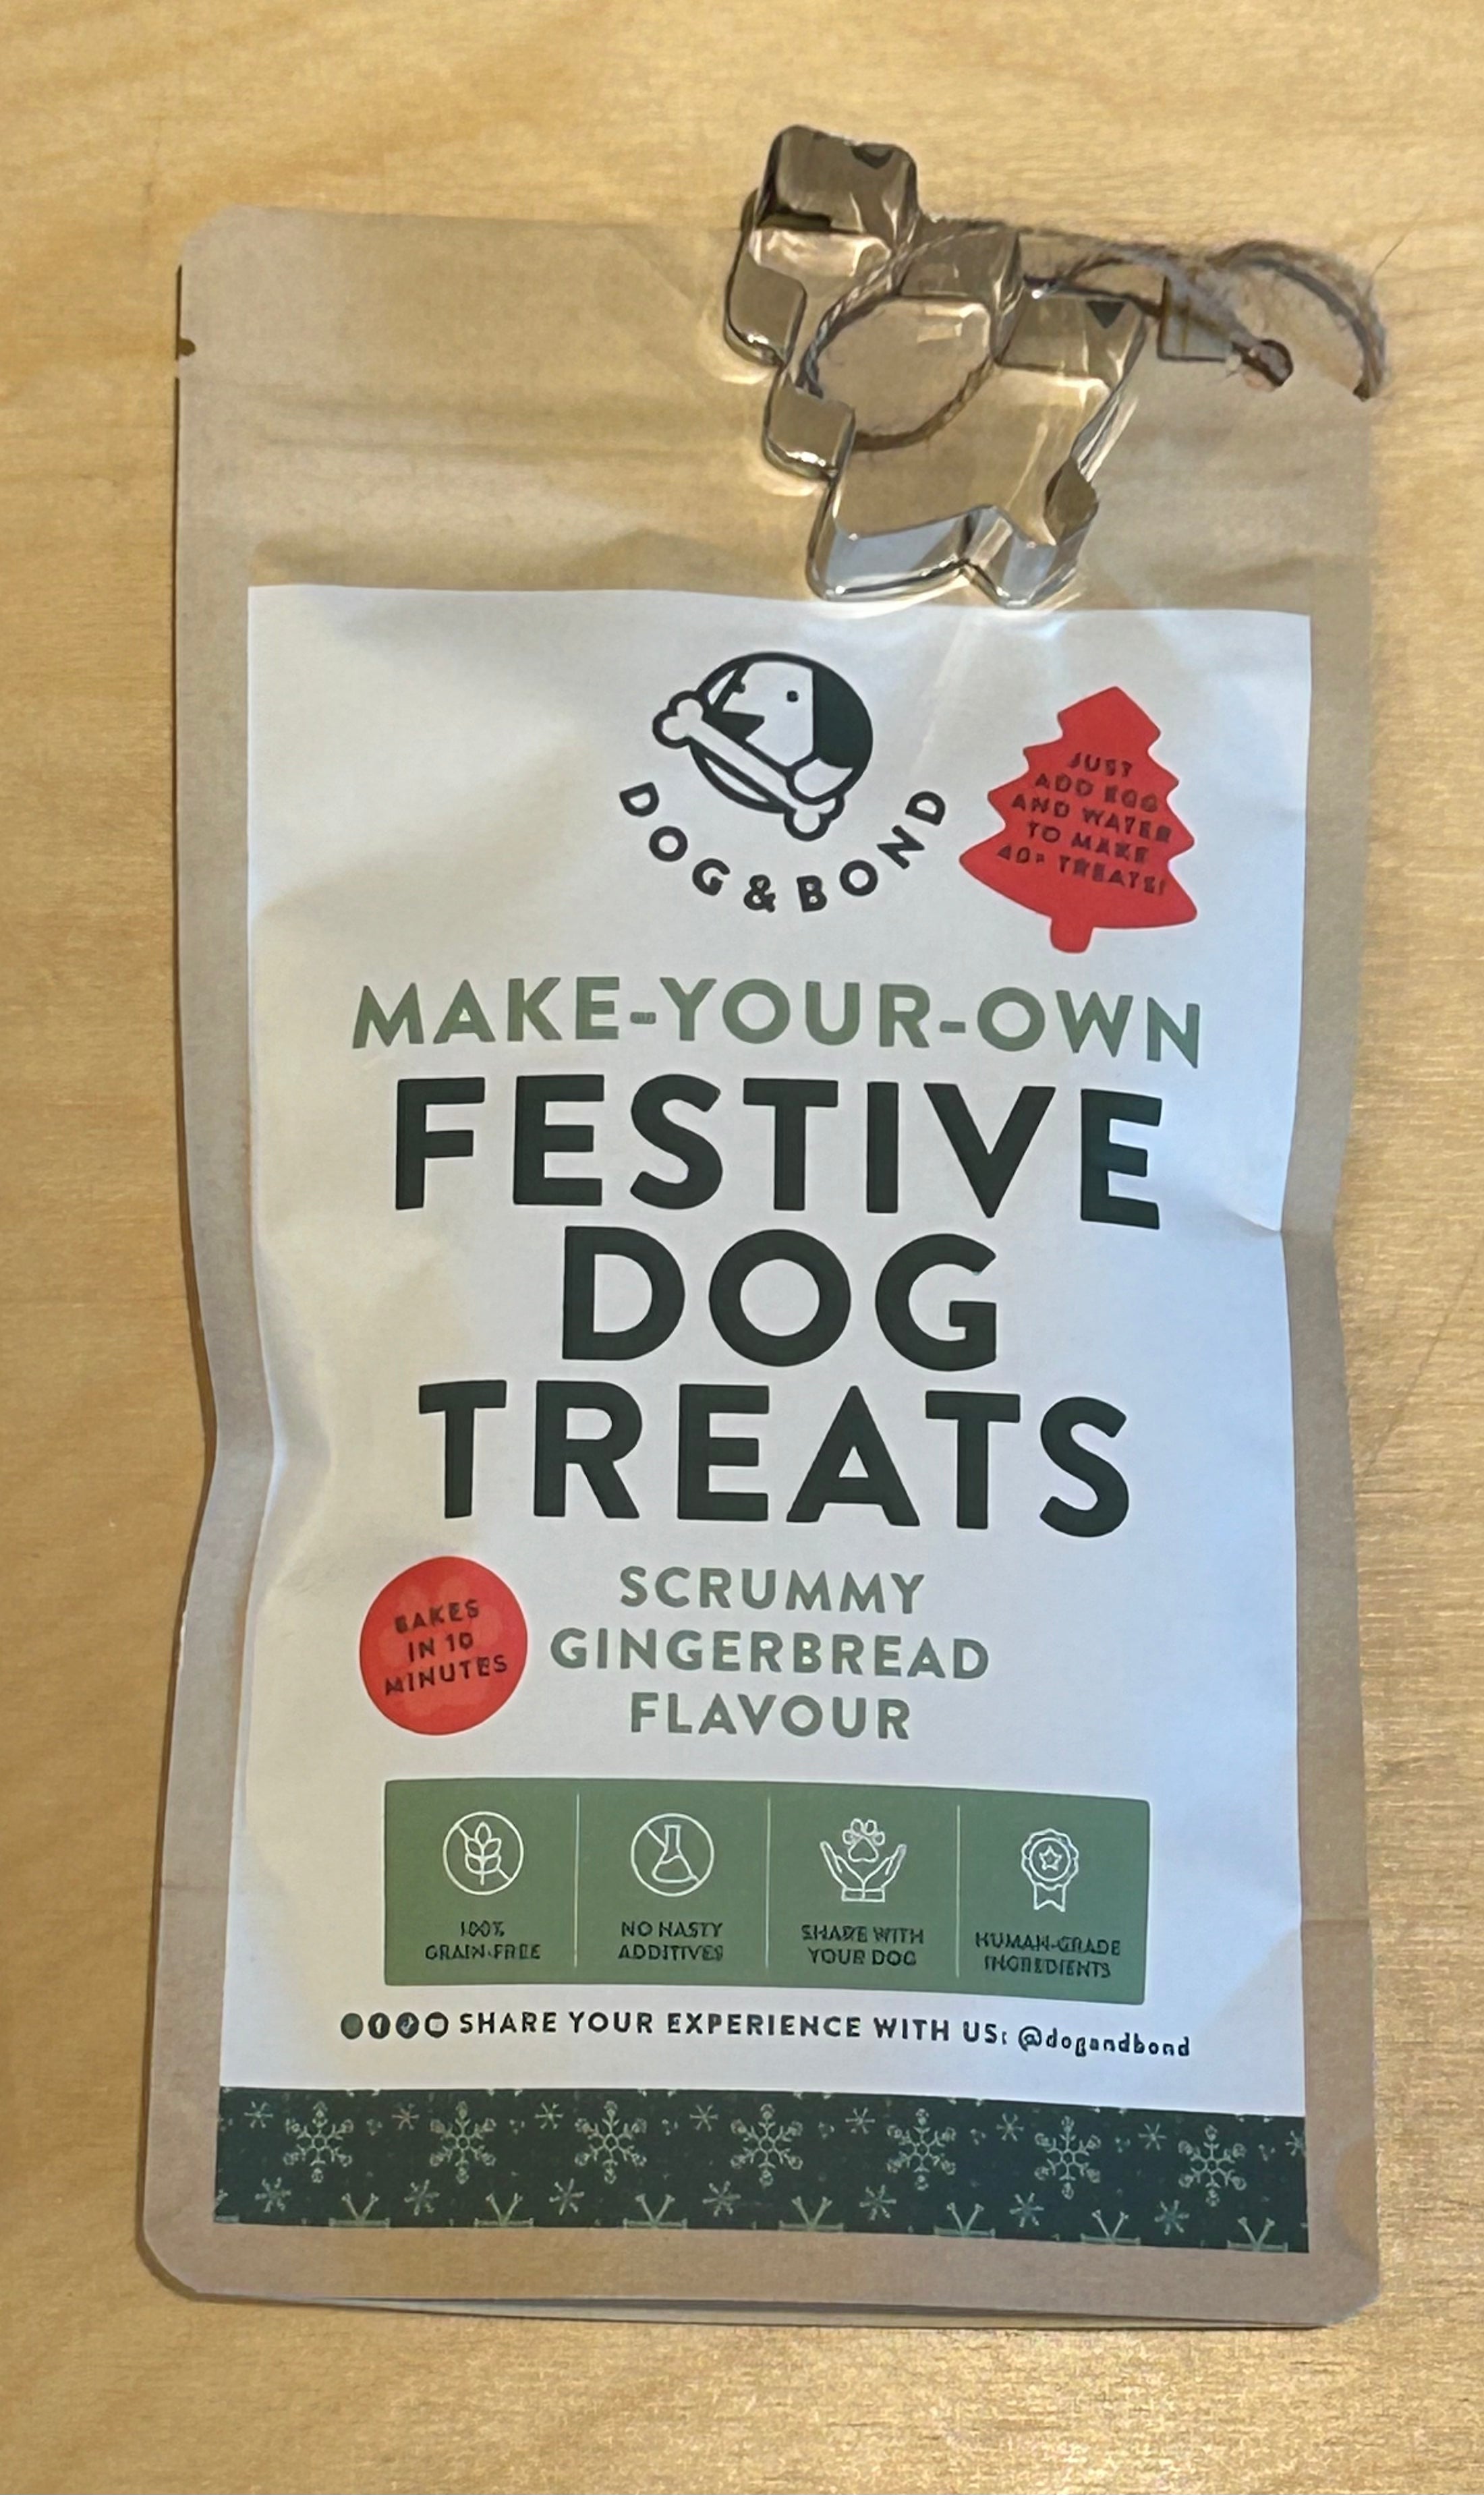 DOG & BOND
JUST
ADD EGG
AND WATER
TO MAKE
40+ TREATS!
MAKE-YOUR-OWN
FESTIVE
DOG
TREATS
BAKES
IN 10
MINUTES
SCRUMMY
GINGERBREAD
FLAVOUR
100%
GRAIN-FREE
NO NASTY
ADDITIVES
SHARE WITH
YOUR DOG
HUMAN-GRADE
INGREDIENTS
SHARE YOUR EXPERIENCE WITH US: @dogandbond